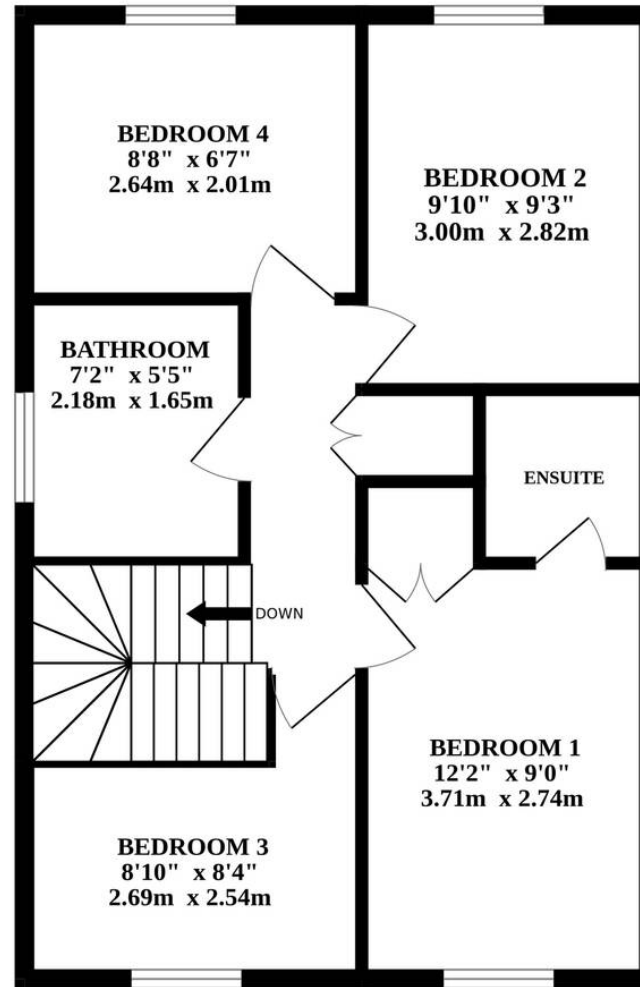 BEDROOM 4
8'8" x 6'7"
2.64m x 2.01m
BEDROOM 2
9'10" x 9'3"
3.00m x 2.82m
BATHROOM
7'2" x 5'5"
2.18m x 1.65m
ENSUITE
DOWN
BEDROOM 1
12'2" x 9'0"
3.71m x 2.74m
BEDROOM 3
8'10" x 8'4"
2.69m x 2.54m